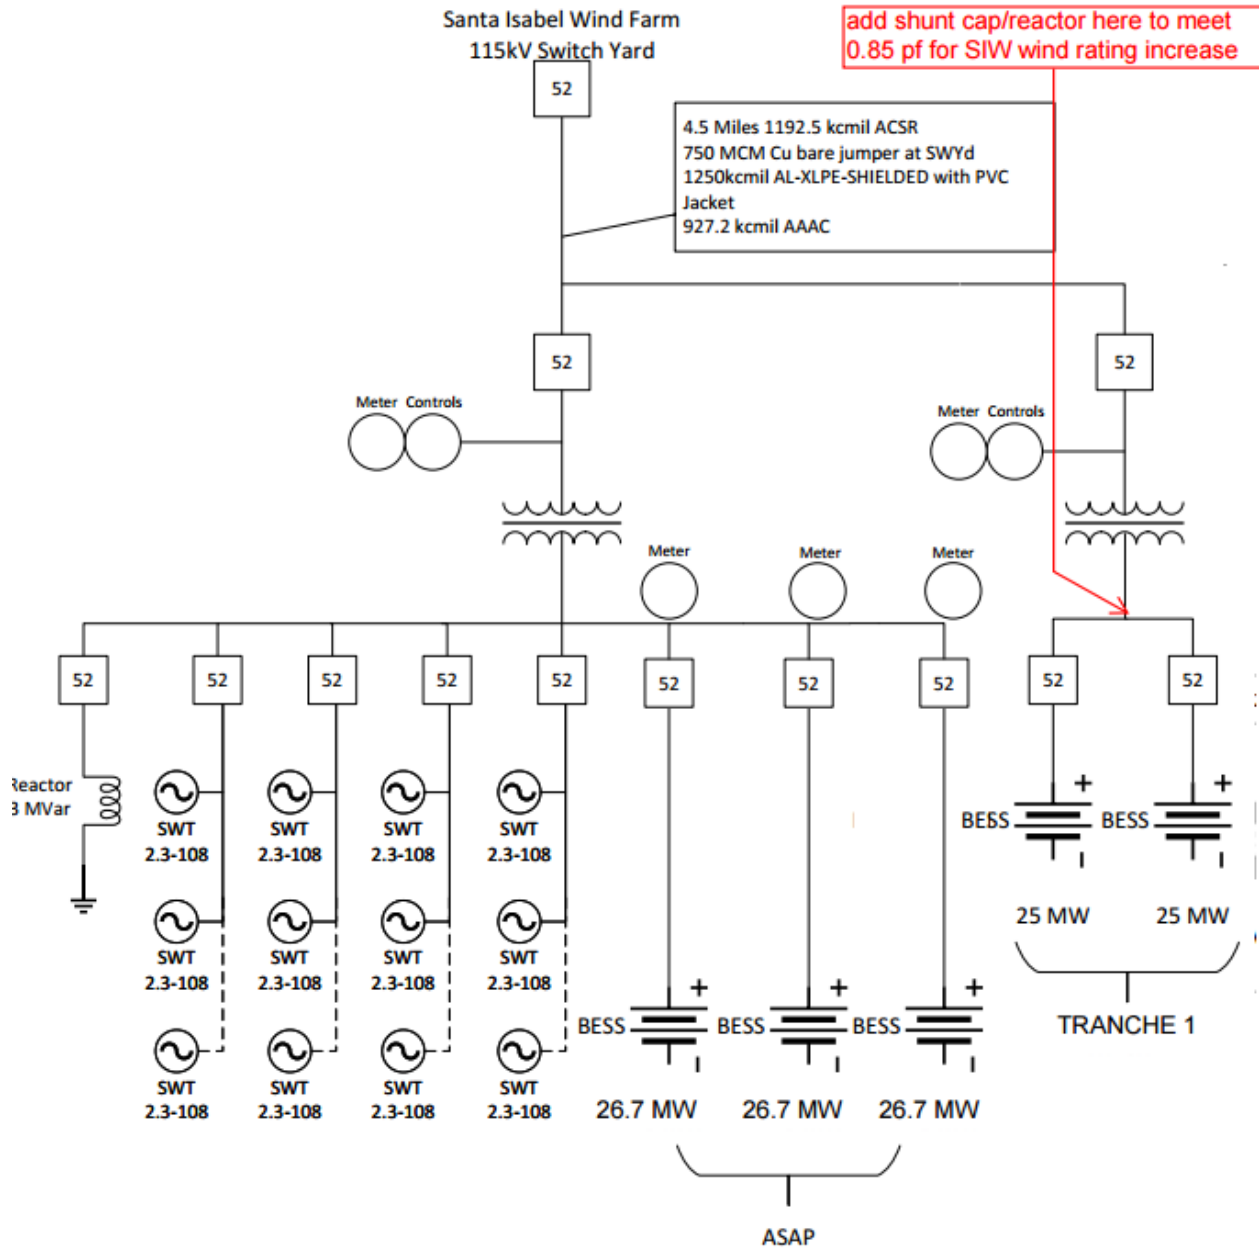 Santa Isabel Wind Farm
115kV Switch Yard
add shunt cap/reactor here to meet
0.85 pf for SIW wind rating increase
52
4.5 Miles 1192.5 kcmil ACSR
750 MCM Cu bare jumper at SWYd
1250kcmil AL-XLPE-SHIELDED with PVC
Jacket
927.2 kcmil AAAC
52
52
Meter Controls
Meter Controls
Meter
Meter
Meter
52
52
52
52
52
52
52
52
52
52
Reactor
3 MVar
SWT
2.3-108
SWT
2.3-108
SWT
2.3-108
SWT
2.3-108
SWT
2.3-108
SWT
2.3-108
SWT
2.3-108
SWT
2.3-108
SWT
2.3-108
SWT
2.3-108
SWT
2.3-108
SWT
2.3-108
BESS
BESS
BESS
26.7 MW
26.7 MW
26.7 MW
ASAP
BESS
BESS
25 MW
25 MW
TRANCHE 1